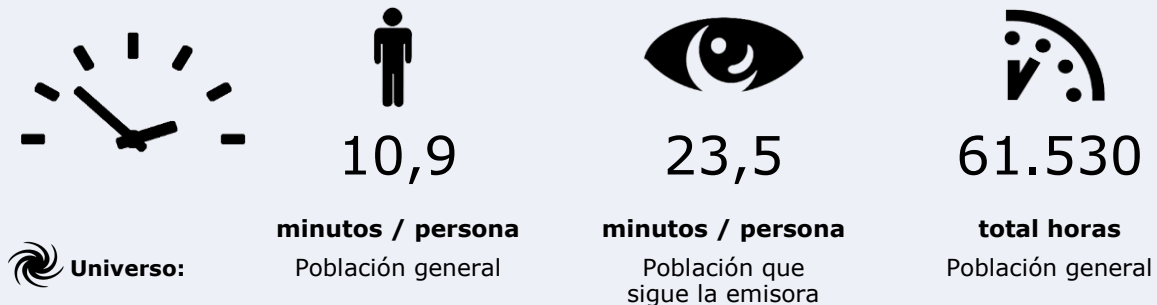 10,9
23,5
61.530
minutos / persona
minutos / persona
total horas
Universo:
Población general
Población que
sigue la emisora
Población general